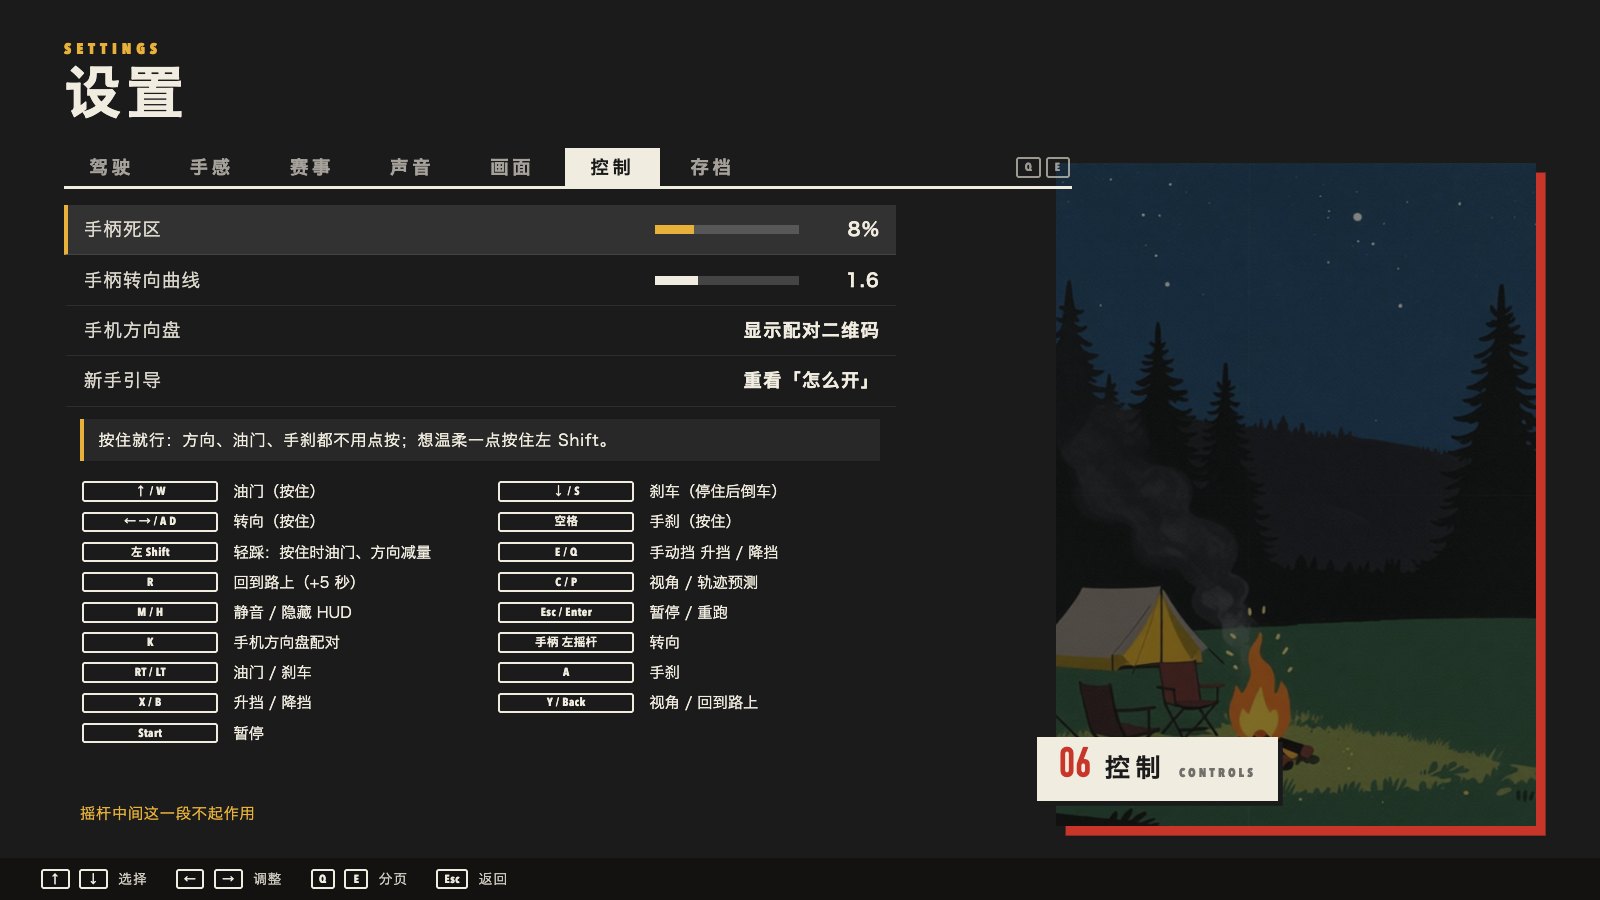 SETTINGS
设置
驾驶 手感 赛事 声音 画面 控制 存档 Q E
手柄死区 8%
手柄转向曲线 1.6
手机方向盘 显示配对二维码
新手引导 重看「怎么开」
按住就行：方向、油门、手刹都不用点按；想温柔一点按住左 Shift。
↑ / W 油门（按住） ↓ / S 刹车（停住后倒车）
← → / A D 转向（按住） 空格 手刹（按住）
左 Shift 轻踩：按住时油门、方向减量 E / Q 手动挡 升挡 / 降挡
R 回到路上（+5 秒） C / P 视角 / 轨迹预测
M / H 静音 / 隐藏 HUD Esc / Enter 暂停 / 重跑
K 手机方向盘配对 手柄 左摇杆 转向
RT / LT 油门 / 刹车 A 手刹
X / B 升挡 / 降挡 Y / Back 视角 / 回到路上
Start 暂停
06 控制 CONTROLS
摇杆中间这一段不起作用
↑ ↓ 选择 ← → 调整 Q E 分页 Esc 返回